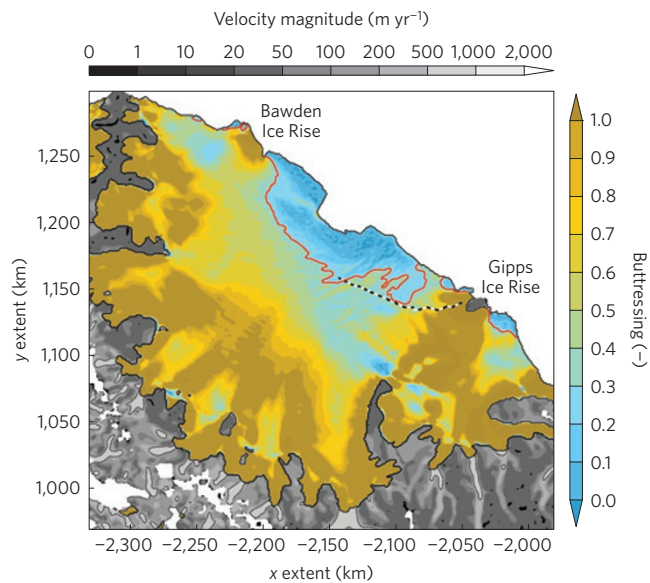 Velocity magnitude (m yr⁻¹)
0 1 10 20 50 100 200 500 1,000 2,000
Bawden
Ice Rise
Gipps
Ice Rise
1,250
1,200
1,150
1,100
1,050
1,000
y extent (km)
−2,300 −2,250 −2,200 −2,150 −2,100 −2,050 −2,000
x extent (km)
1.0
0.9
0.8
0.7
0.6
0.5
0.4
0.3
0.2
0.1
0.0
Buttressing (–)